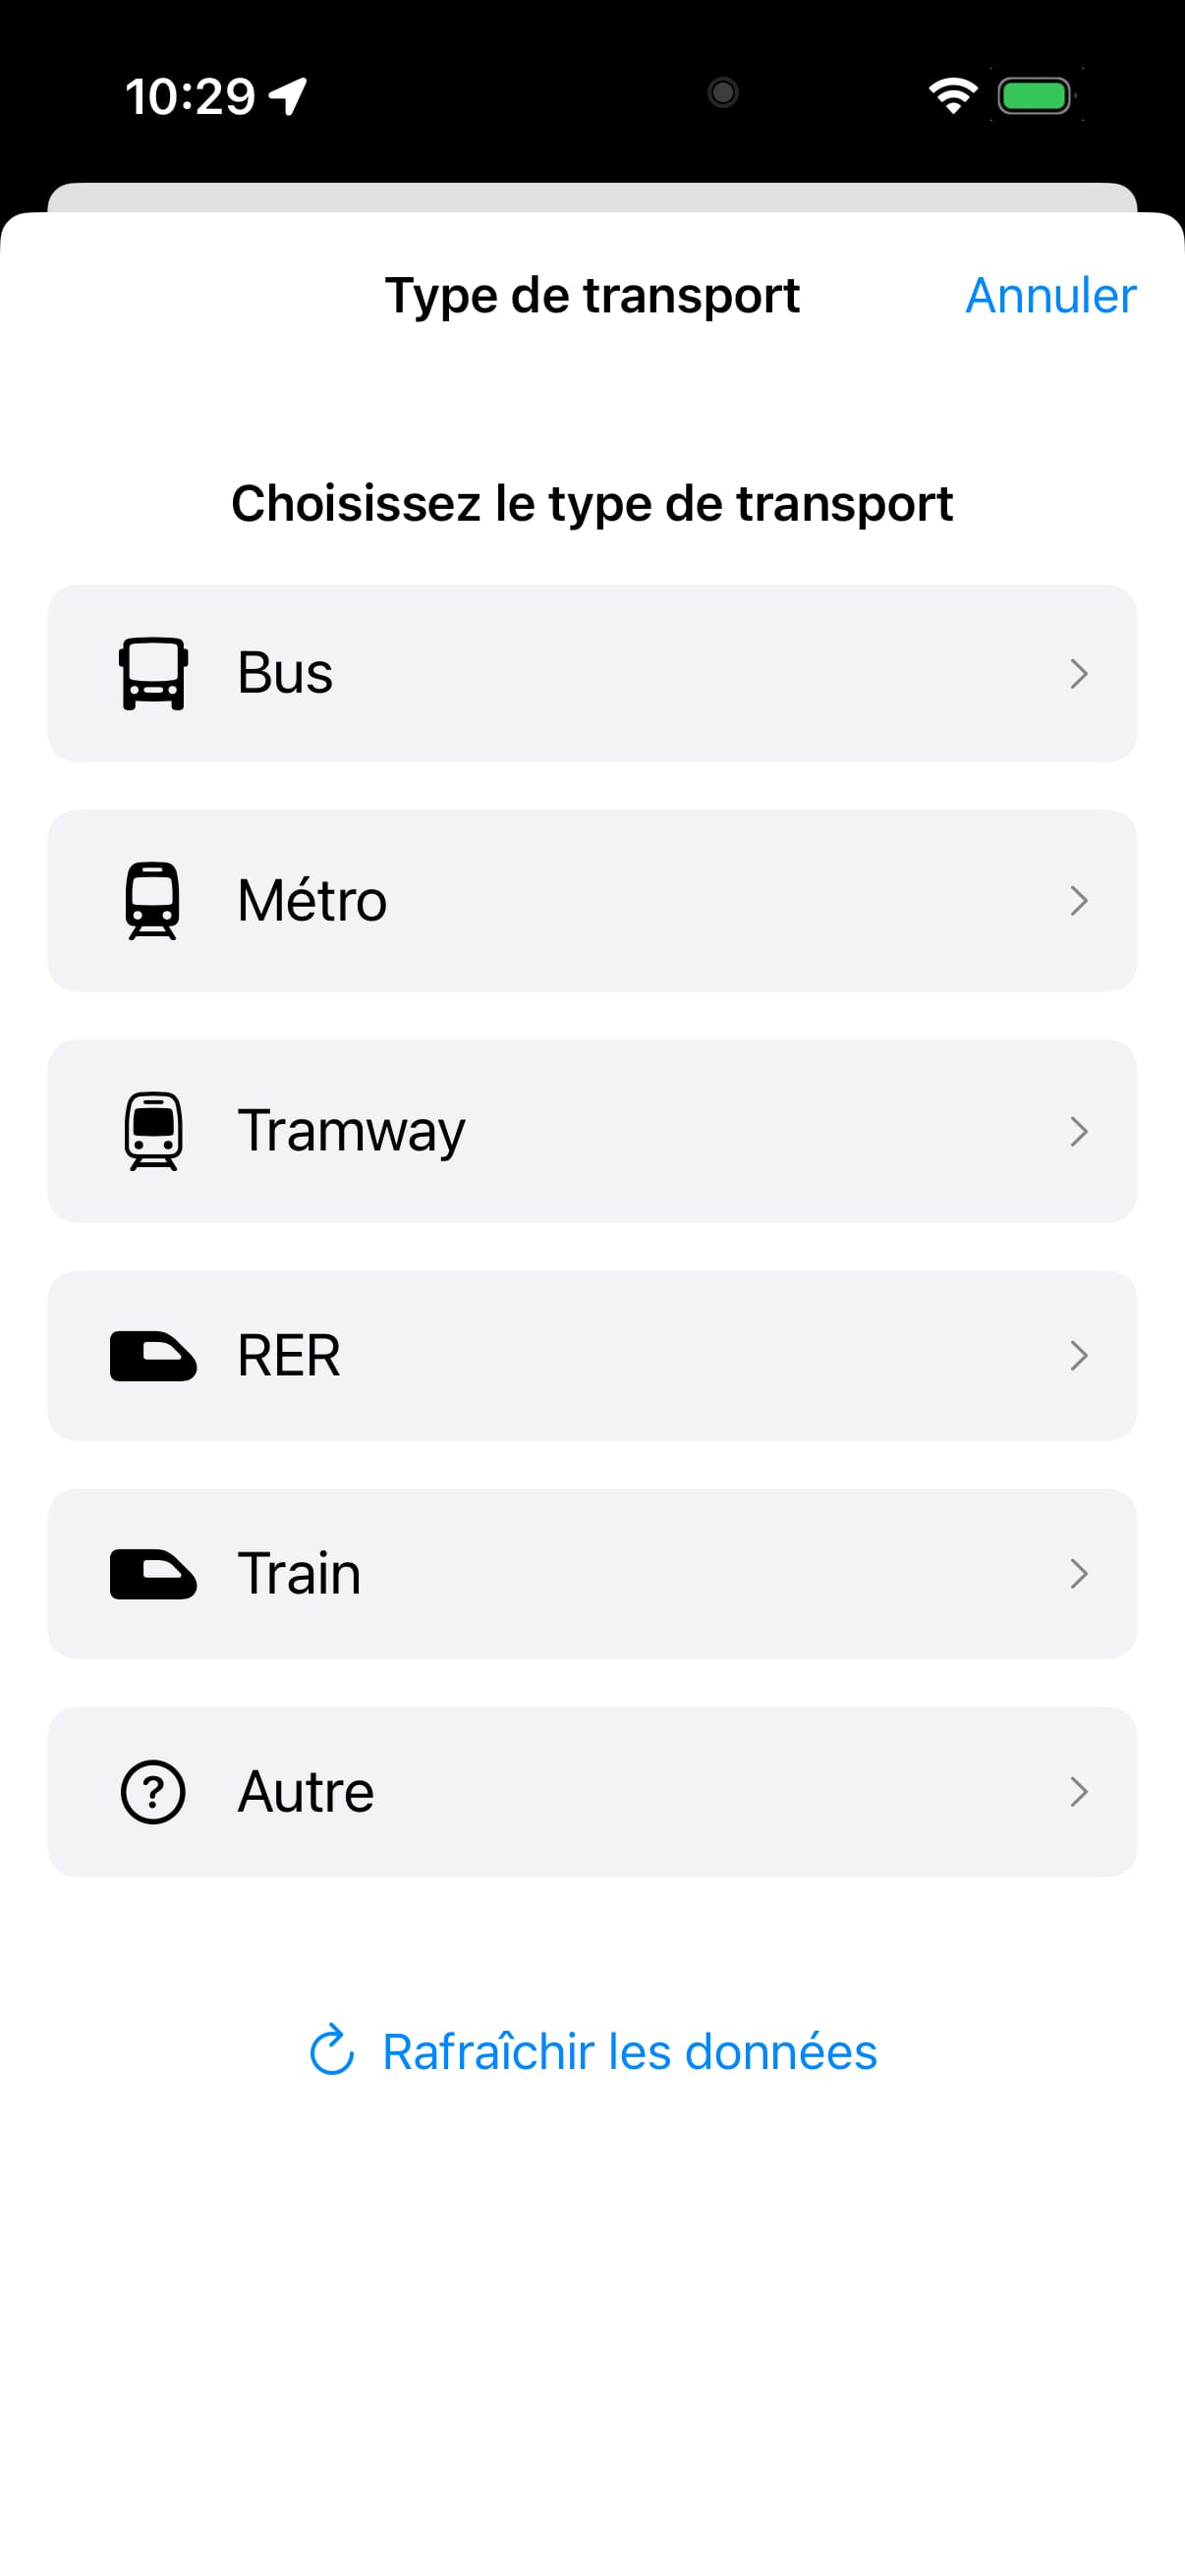 10:29
Type de transport
Annuler
Choisissez le type de transport
Bus
Métro
Tramway
RER
Train
? Autre
Rafraîchir les données